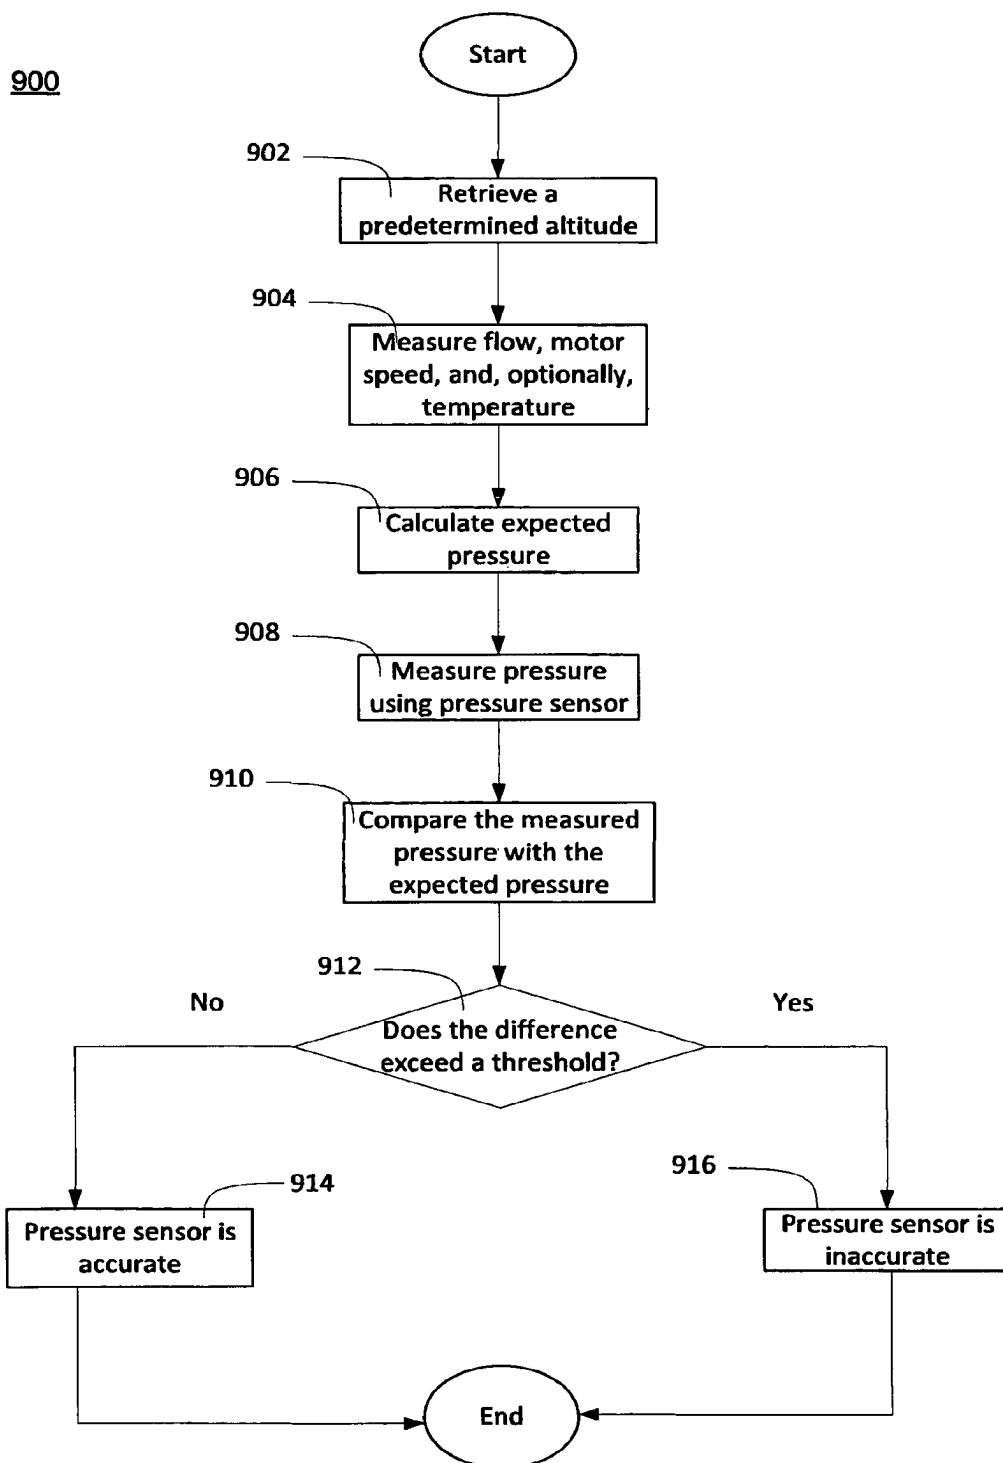 Start
900
902
Retrieve a
predetermined altitude
904
Measure flow, motor
speed, and, optionally,
temperature
906
Calculate expected
pressure
908
Measure pressure
using pressure sensor
910
Compare the measured
pressure with the
expected pressure
912
No
Yes
Does the difference
exceed a threshold?
914
916
Pressure sensor is
accurate
Pressure sensor is
inaccurate
End